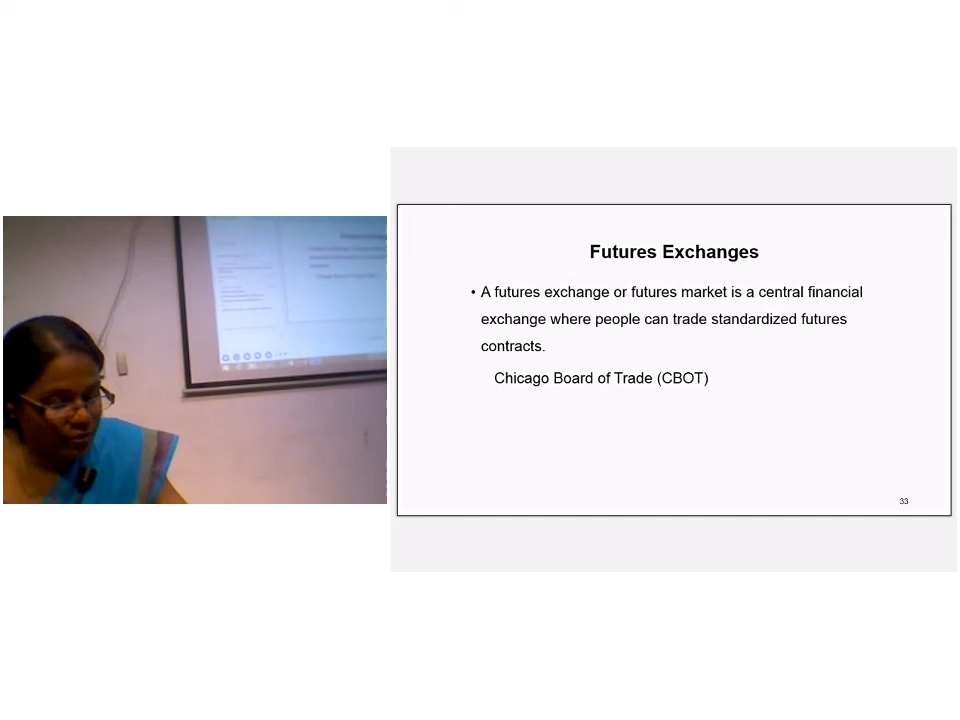 Futures Exchanges
• A futures exchange or futures market is a central financial
exchange where people can trade standardized futures
contracts.
Chicago Board of Trade (CBOT)
33